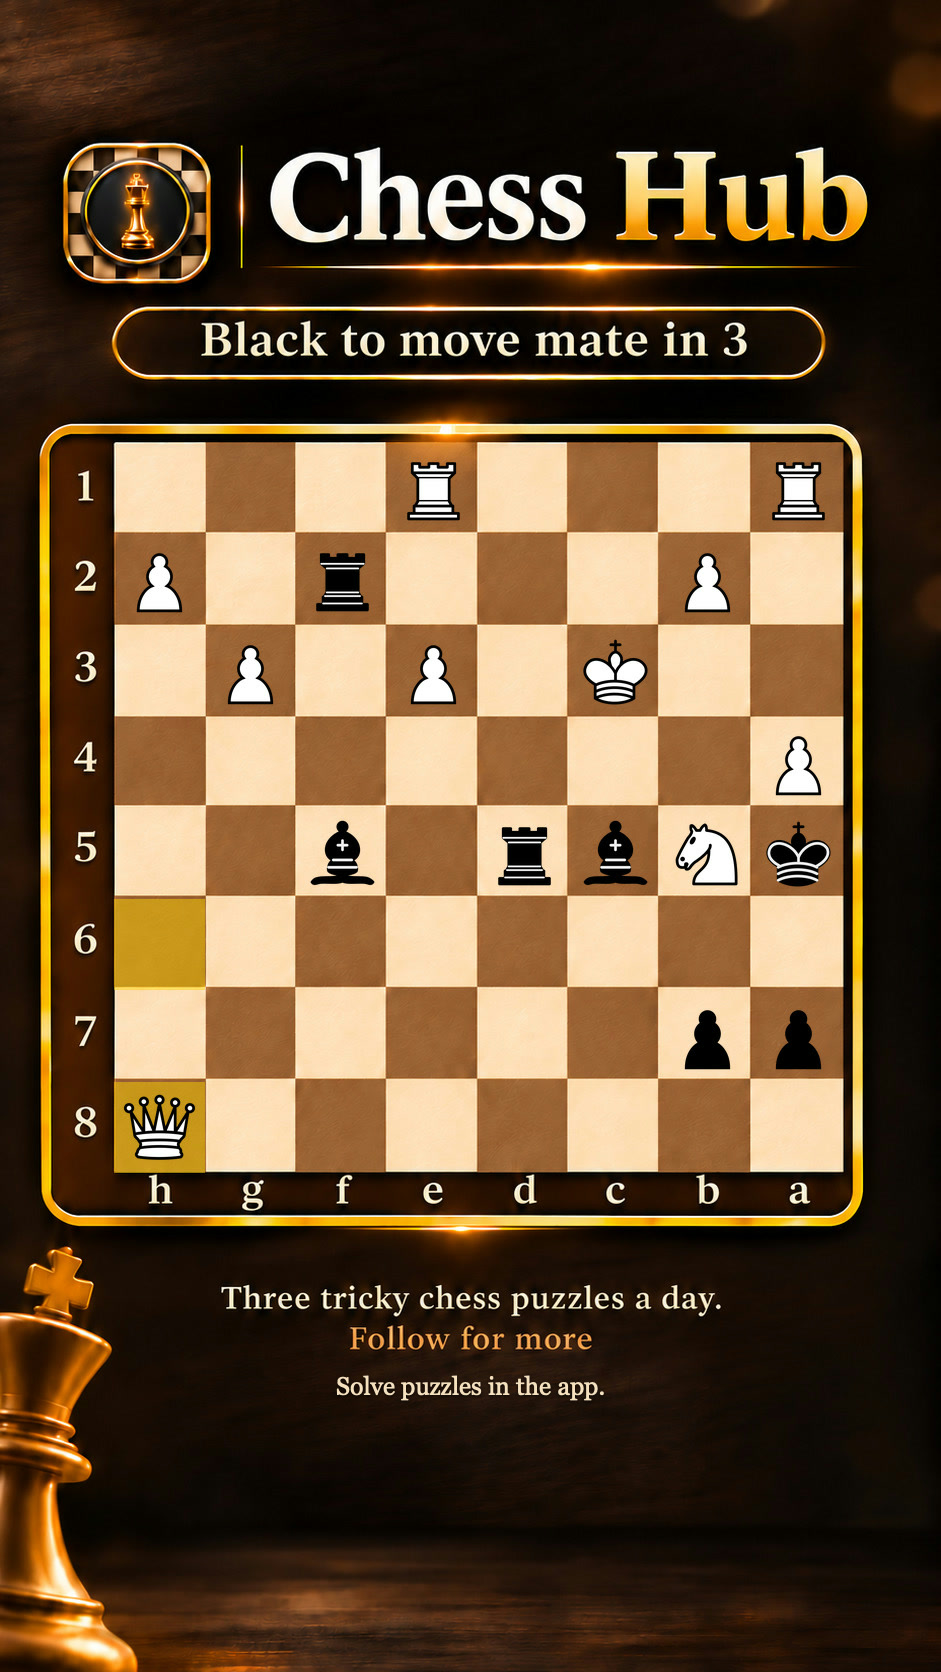 Chess Hub
Black to move mate in 3
1
2
3
4
5
6
7
8
h g f e d c b a
Three tricky chess puzzles a day.
Follow for more
Solve puzzles in the app.